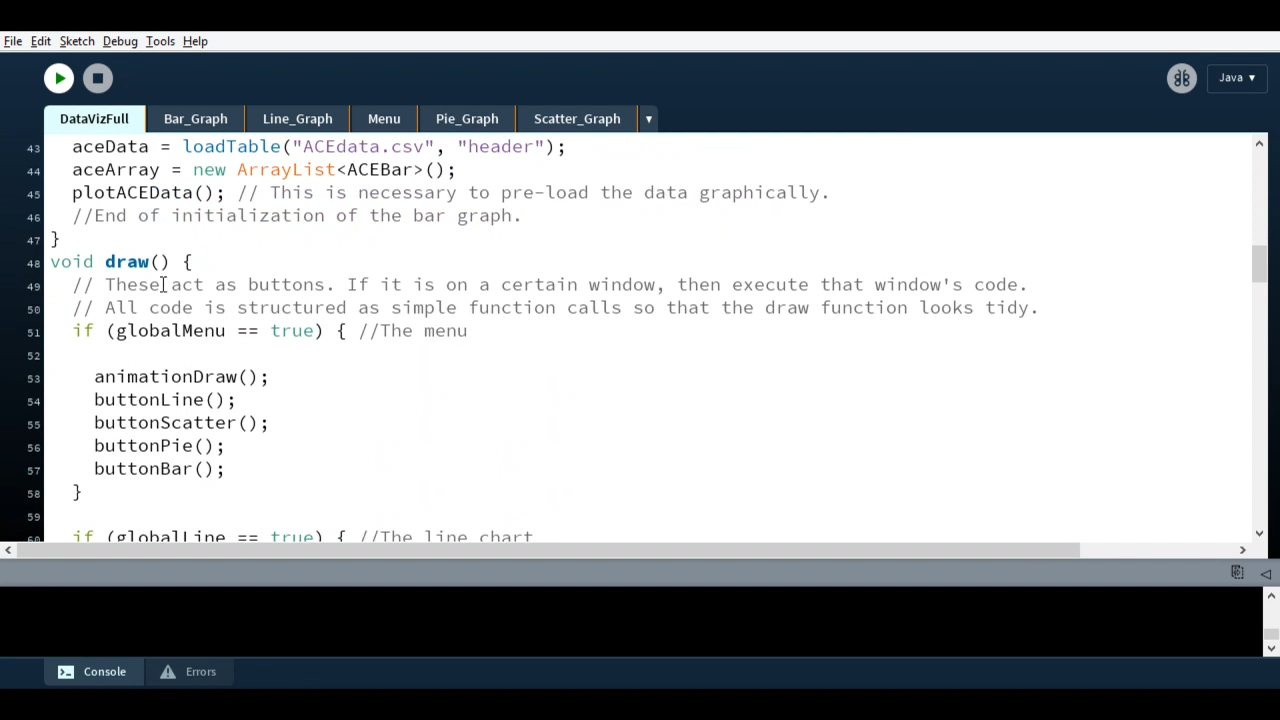 File Edit Sketch Debug Tools Help
Java ▾
DataVizFull Bar_Graph Line_Graph Menu Pie_Graph Scatter_Graph ▾
43 aceData = loadTable("ACEdata.csv", "header");
44 aceArray = new ArrayList<ACEBar>();
45 plotACEData(); // This is necessary to pre-load the data graphically.
46 //End of initialization of the bar graph.
47 }
48 void draw() {
49 // These act as buttons. If it is on a certain window, then execute that window's code.
50 // All code is structured as simple function calls so that the draw function looks tidy.
51 if (globalMenu == true) { //The menu
52
53 animationDraw();
54 buttonLine();
55 buttonScatter();
56 buttonPie();
57 buttonBar();
58 }
59
60 if (globalLine == true) { //The line chart
Console Errors